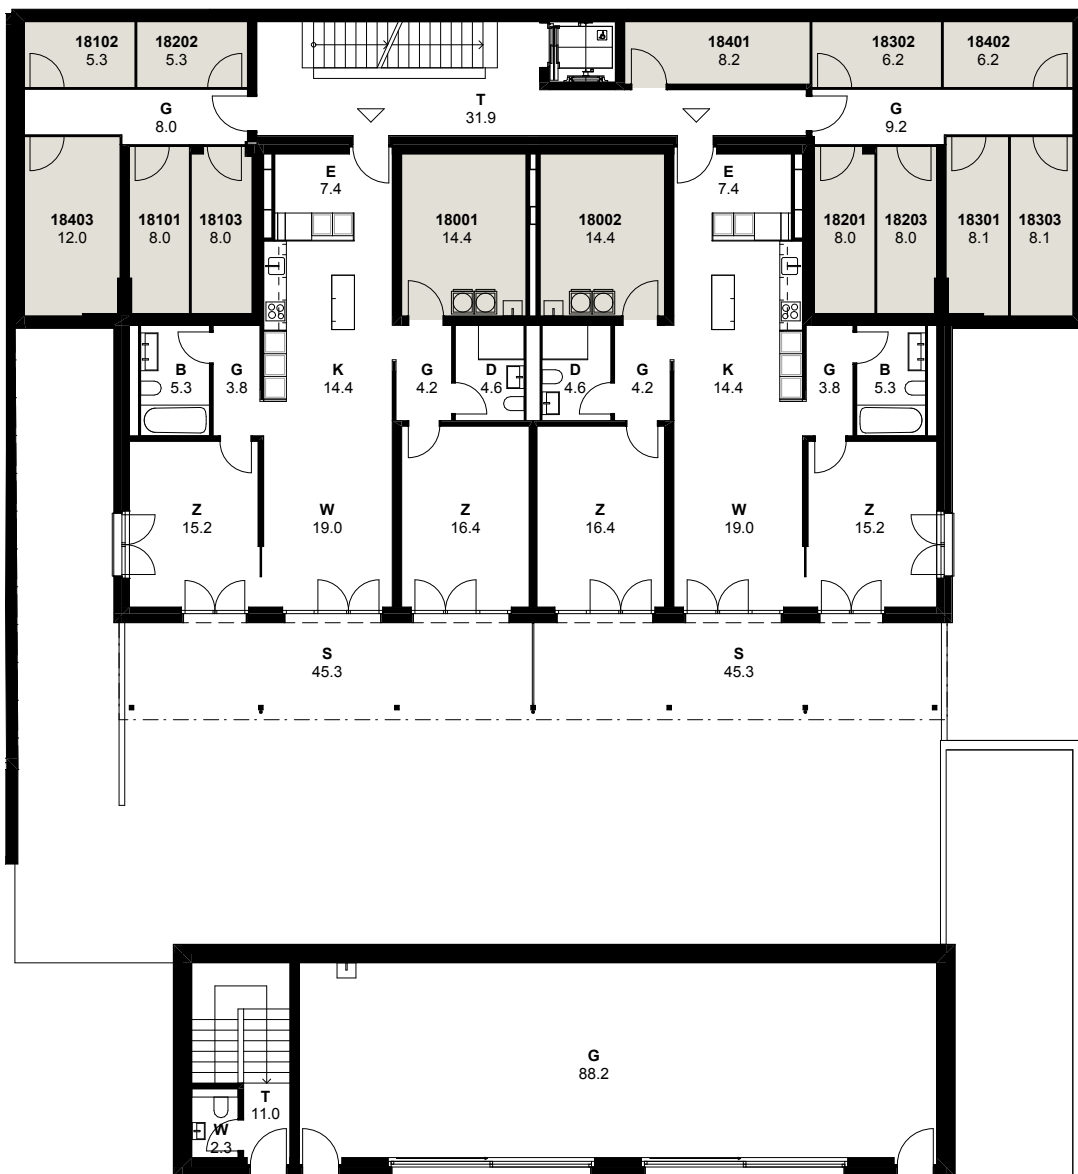 18102
5.3
18202
5.3
18401
8.2
18302
6.2
18402
6.2
G
8.0
T
31.9
G
9.2
E
7.4
E
7.4
18403
12.0
18101
8.0
18103
8.0
18001
14.4
18002
14.4
18201
8.0
18203
8.0
18301
8.1
18303
8.1
B
5.3
G
3.8
K
14.4
G
4.2
D
4.6
D
4.6
G
4.2
K
14.4
G
3.8
B
5.3
Z
15.2
W
19.0
Z
16.4
Z
16.4
W
19.0
Z
15.2
S
45.3
S
45.3
G
88.2
T
11.0
W
2.3